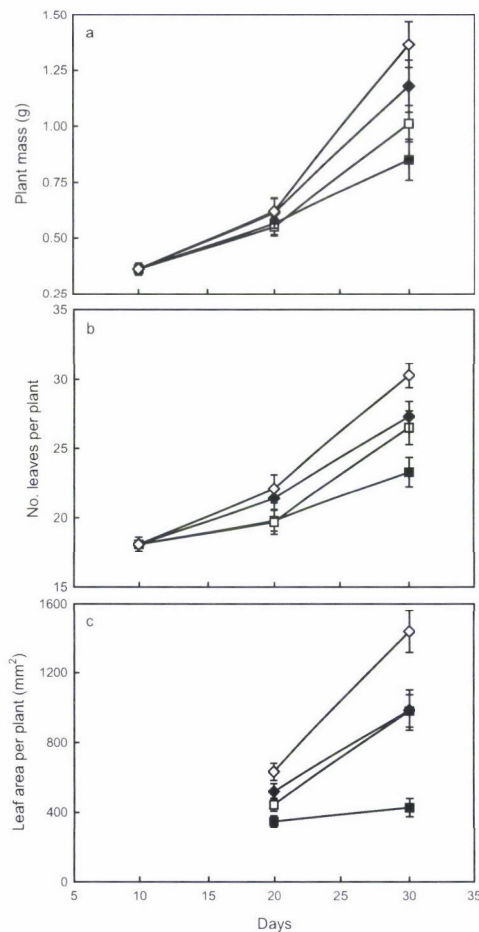 a
1.50
1.25
1.00
0.75
0.50
0.25
Plant mass (g)
b
35
30
25
20
15
No. leaves per plant
c
1600
1200
800
400
0
Leaf area per plant (mm²)
5 10 15 20 25 30 35
Days